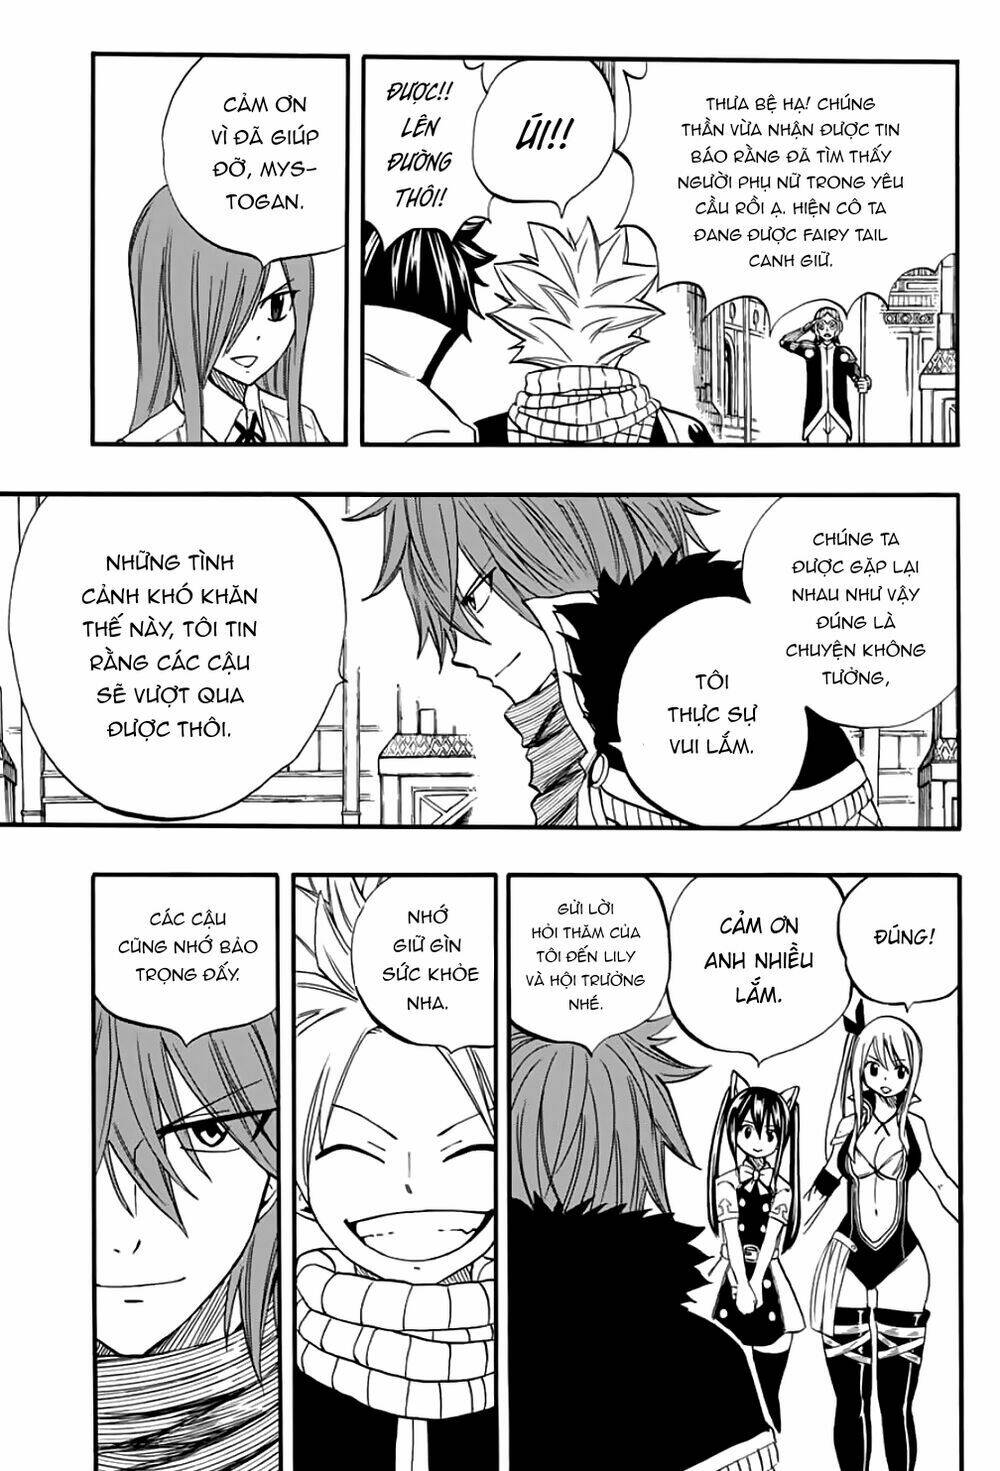 THƯA BỆ HẠ! CHÚNG
THẦN VỪA NHẬN ĐƯỢC TIN
BÁO RẰNG ĐÃ TÌM THẤY
NGƯỜI PHỤ NỮ TRONG YÊU
CẦU RỒI Ạ. HIỆN CÔ TA
ĐANG ĐƯỢC FAIRY TAIL
CANH GIỮ.
ÚI!!
ĐƯỢC!!
LÊN
ĐƯỜNG
THÔI!
CẢM ƠN
VÌ ĐÃ GIÚP
ĐỠ, MYS-
TOGAN.
CHÚNG TA
ĐƯỢC GẶP LẠI
NHAU NHƯ VẬY
ĐÚNG LÀ
CHUYỆN KHÔNG
TƯỞNG,
TÔI
THỰC SỰ
VUI LẮM.
NHỮNG TÌNH
CẢNH KHÓ KHĂN
THẾ NÀY, TÔI TIN
RẰNG CÁC CẬU
SẼ VƯỢT QUA
ĐƯỢC THÔI.
ĐÚNG!
CẢM ƠN
ANH NHIỀU
LẮM.
GỬI LỜI
HỎI THĂM CỦA
TÔI ĐẾN LILY
VÀ HỘI TRƯỞNG
NHÉ.
NHỚ
GIỮ GÌN
SỨC KHỎE
NHA.
CÁC CẬU
CŨNG NHỚ BẢO
TRỌNG ĐẤY.